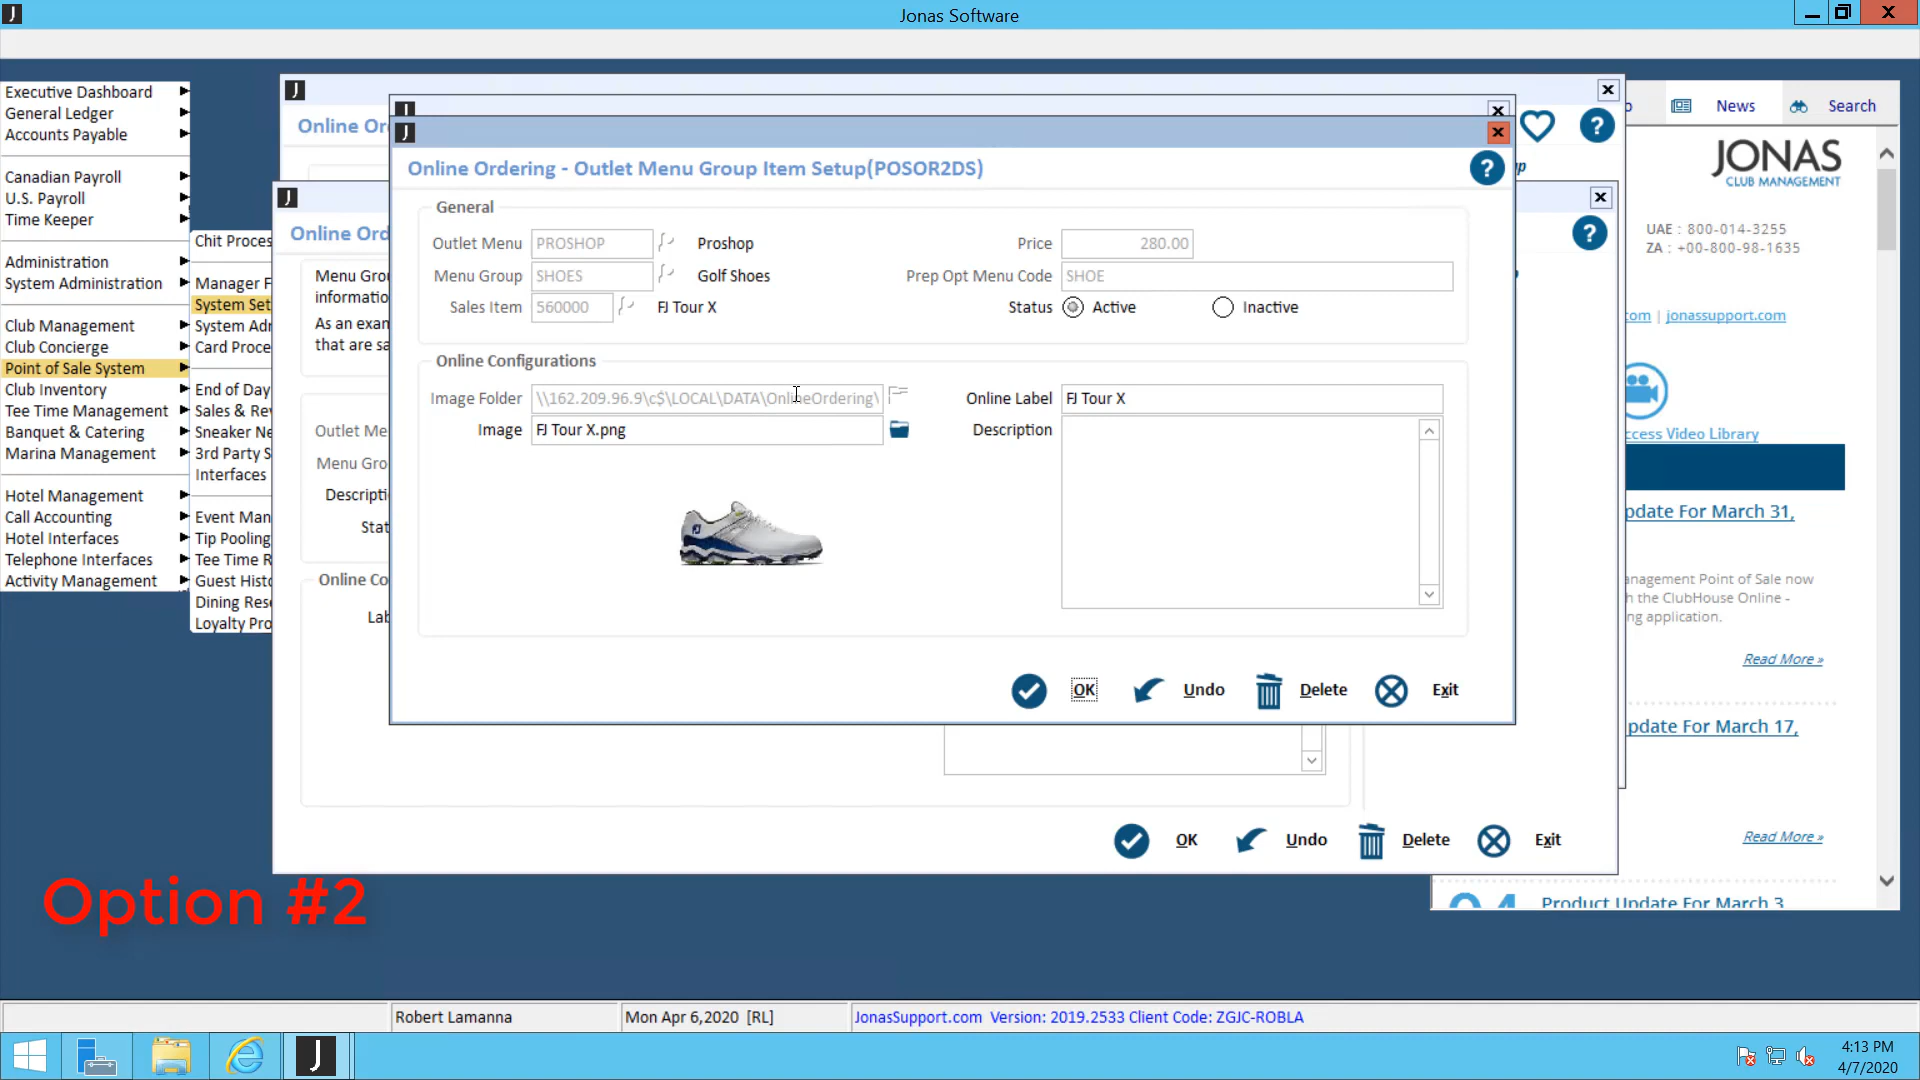 Jonas Software
Executive Dashboard
General Ledger
Accounts Payable
Canadian Payroll
U.S. Payroll
Time Keeper
Administration
System Administration
Club Management
Club Concierge
Point of Sale System
Club Inventory
Tee Time Management
Banquet & Catering
Marina Management
Hotel Management
Call Accounting
Hotel Interfaces
Telephone Interfaces
Activity Management
Chit Proces
Manager F
System Set
System Adr
Card Proce
End of Day
Sales & Rev
Sneaker Ne
3rd Party S
Interfaces
Event Man
Tip Pooling
Tee Time R
Guest Histo
Dining Rese
Loyalty Pro
Online Or
Online Ord
Menu Grou
informatio
As an exan
that are sa
Outlet Me
Menu Gro
Descripti
Stat
Online Co
Lab
Online Ordering - Outlet Menu Group Item Setup(POSOR2DS)
General
Outlet Menu PROSHOP Proshop Price 280.00
Menu Group SHOES Golf Shoes Prep Opt Menu Code SHOE
Sales Item 560000 FJ Tour X Status Active Inactive
Online Configurations
Image Folder \\162.209.96.9\c$\LOCAL\DATA\OnlineOrdering\ Online Label FJ Tour X
Image FJ Tour X.png Description
OK Undo Delete Exit
OK Undo Delete Exit
News Search
JONAS
CLUB MANAGEMENT
UAE : 800-014-3255
ZA : +00-800-98-1635
com | jonassupport.com
ccess Video Library
pdate For March 31,
anagement Point of Sale now
h the ClubHouse Online -
ng application.
Read More »
pdate For March 17,
Read More »
Product Update For March 3
Option #2
Robert Lamanna Mon Apr 6,2020 [RL] JonasSupport.com Version: 2019.2533 Client Code: ZGJC-ROBLA
4:13 PM
4/7/2020